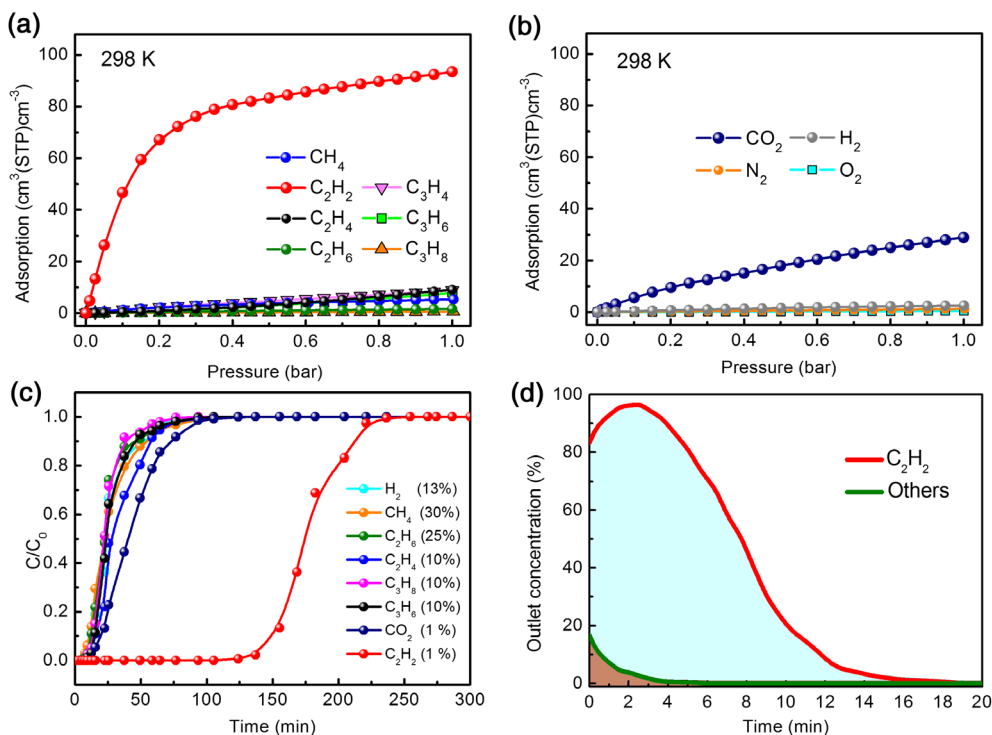 (a)
298 K
100
80
60
40
20
0
Adsorption (cm³(STP)cm⁻³)
CH₄
C₂H₂
C₂H₄
C₂H₆
C₃H₄
C₃H₆
C₃H₈
0.0 0.2 0.4 0.6 0.8 1.0
Pressure (bar)
(b)
298 K
100
80
60
40
20
0
Adsorption (cm³(STP)cm⁻³)
CO₂
N₂
H₂
O₂
0.0 0.2 0.4 0.6 0.8 1.0
Pressure (bar)
(c)
1.0
0.8
0.6
0.4
0.2
0.0
C/C₀
H₂ (13%)
CH₄ (30%)
C₂H₆ (25%)
C₂H₄ (10%)
C₃H₈ (10%)
C₃H₆ (10%)
CO₂ (1 %)
C₂H₂ (1 %)
0 50 100 150 200 250 300
Time (min)
(d)
100
80
60
40
20
0
Outlet concentration (%)
C₂H₂
Others
0 2 4 6 8 10 12 14 16 18 20
Time (min)